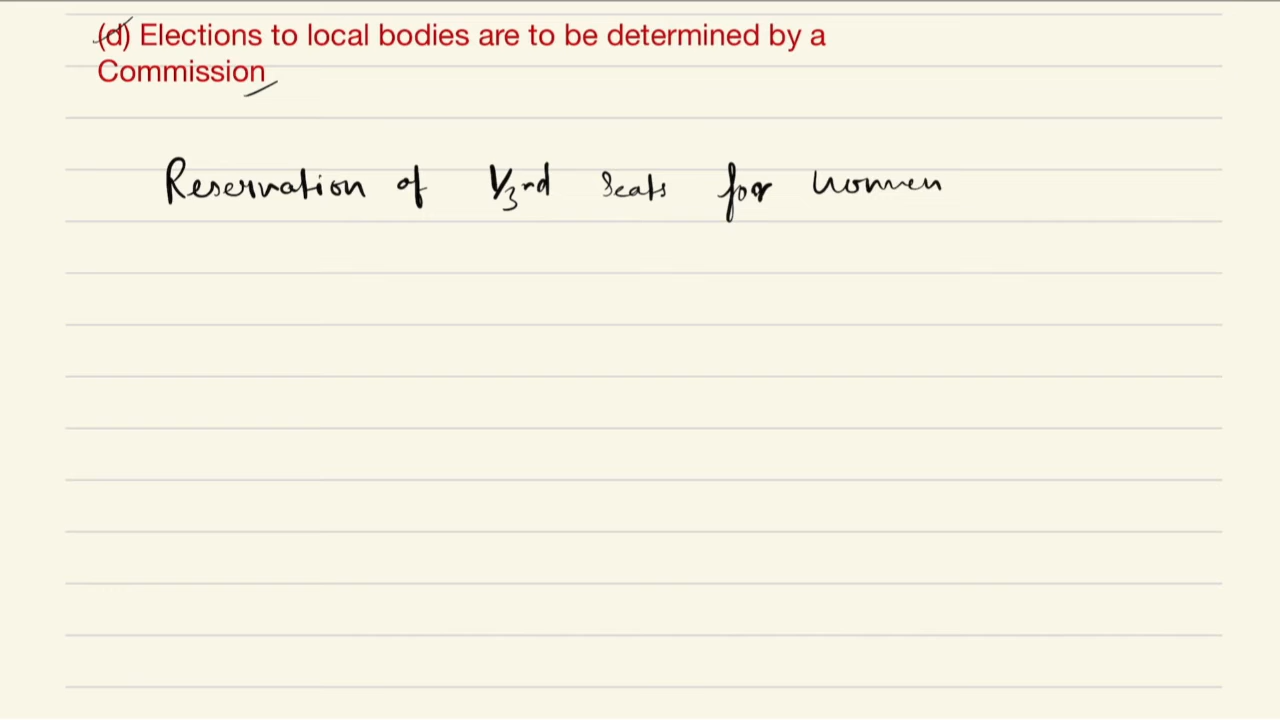 (d) Elections to local bodies are to be determined by a
Commission
Reservation of 1/3rd seats for women